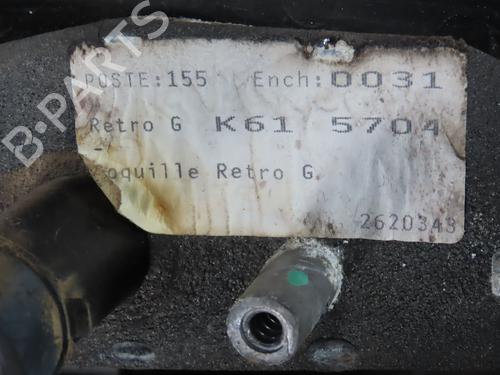 POSTE:155 Ench:0031
Retro G K61 5704
oquille Retro G
2620343
B-PARTS